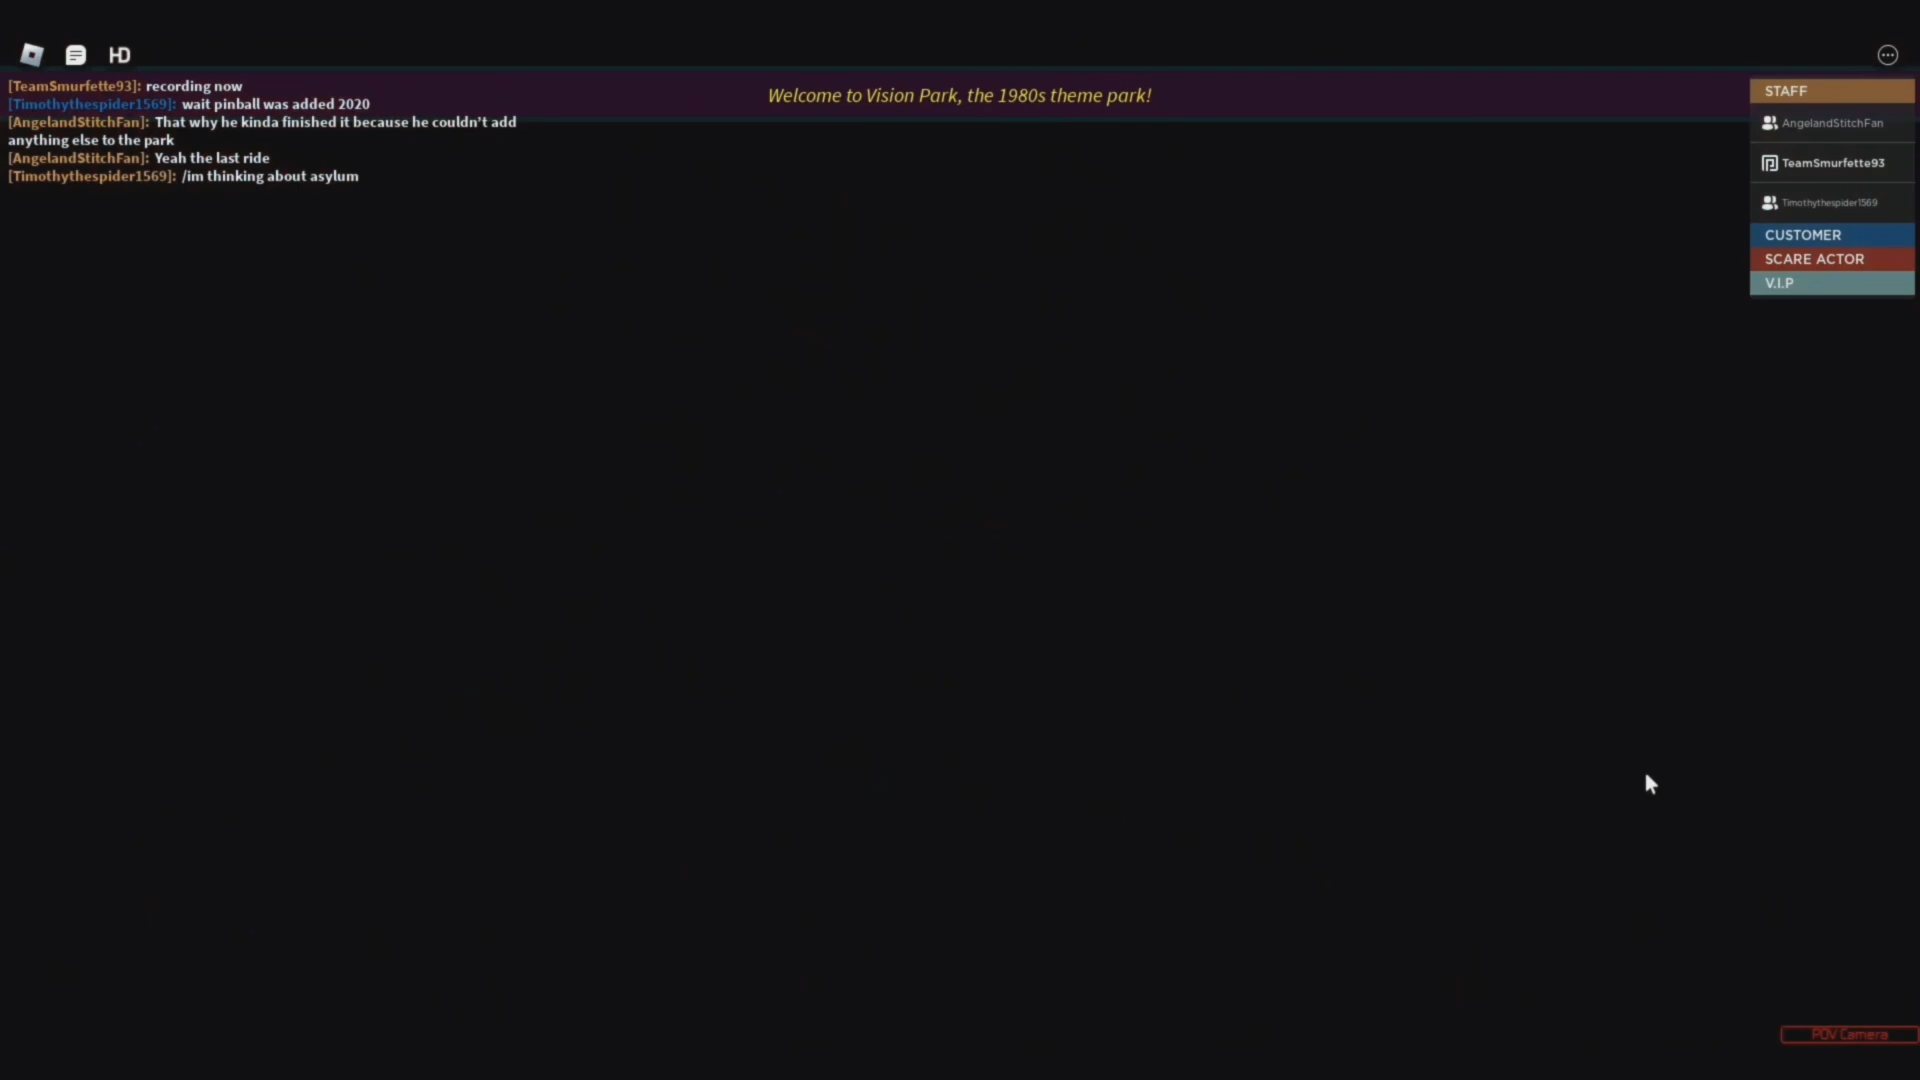 HD
[TeamSmurfette93]: recording now
[Timothythespider1569]: wait pinball was added 2020
[AngelandStitchFan]: That why he kinda finished it because he couldn't add
anything else to the park
[AngelandStitchFan]: Yeah the last ride
[Timothythespider1569]: /im thinking about asylum
Welcome to Vision Park, the 1980s theme park!
STAFF
AngelandStitchFan
TeamSmurfette93
Timothythespider1569
CUSTOMER
SCARE ACTOR
V.I.P
POV Camera